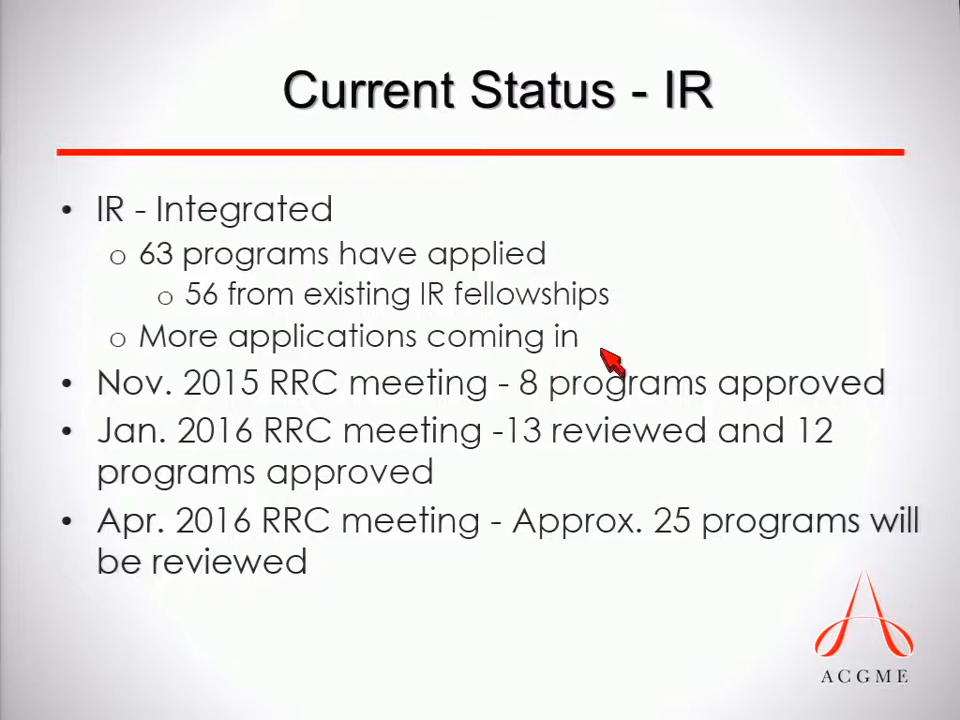 Current Status - IR
• IR - Integrated
o 63 programs have applied
o 56 from existing IR fellowships
o More applications coming in
• Nov. 2015 RRC meeting - 8 programs approved
• Jan. 2016 RRC meeting -13 reviewed and 12
programs approved
• Apr. 2016 RRC meeting - Approx. 25 programs will
be reviewed
ACGME